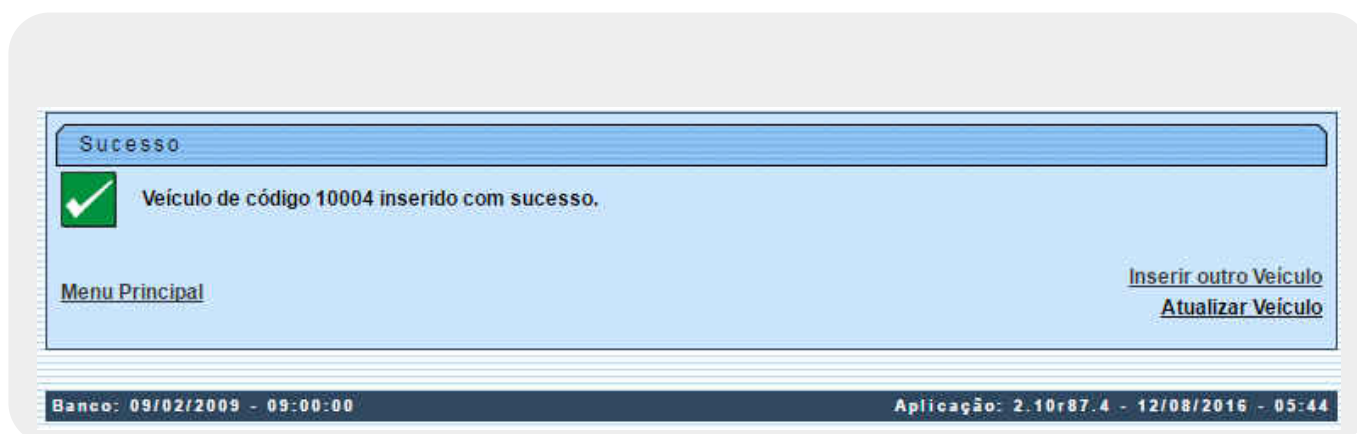 Sucesso
Veículo de código 10004 inserido com sucesso.
Inserir outro Veículo
Menu Principal
Atualizar Veículo
Banco: 09/02/2009 - 09:00:00 Aplicação: 2.10r87.4 - 12/08/2016 - 05:44